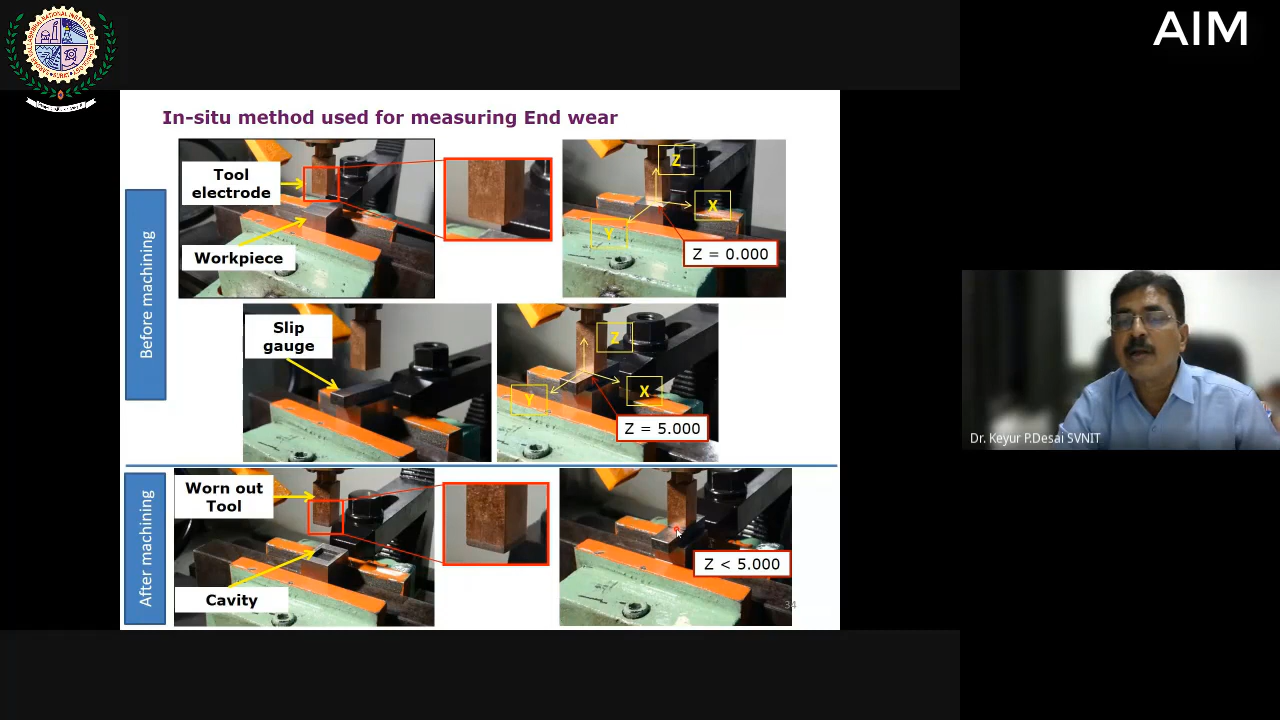 AIM
In-situ method used for measuring End wear
Before machining
Tool
electrode
Workpiece
Z
X
Y
Z = 0.000
Slip
gauge
Z
X
Y
Z = 5.000
After machining
Worn out
Tool
Cavity
Z < 5.000
34
Dr. Keyur P.Desai SVNIT